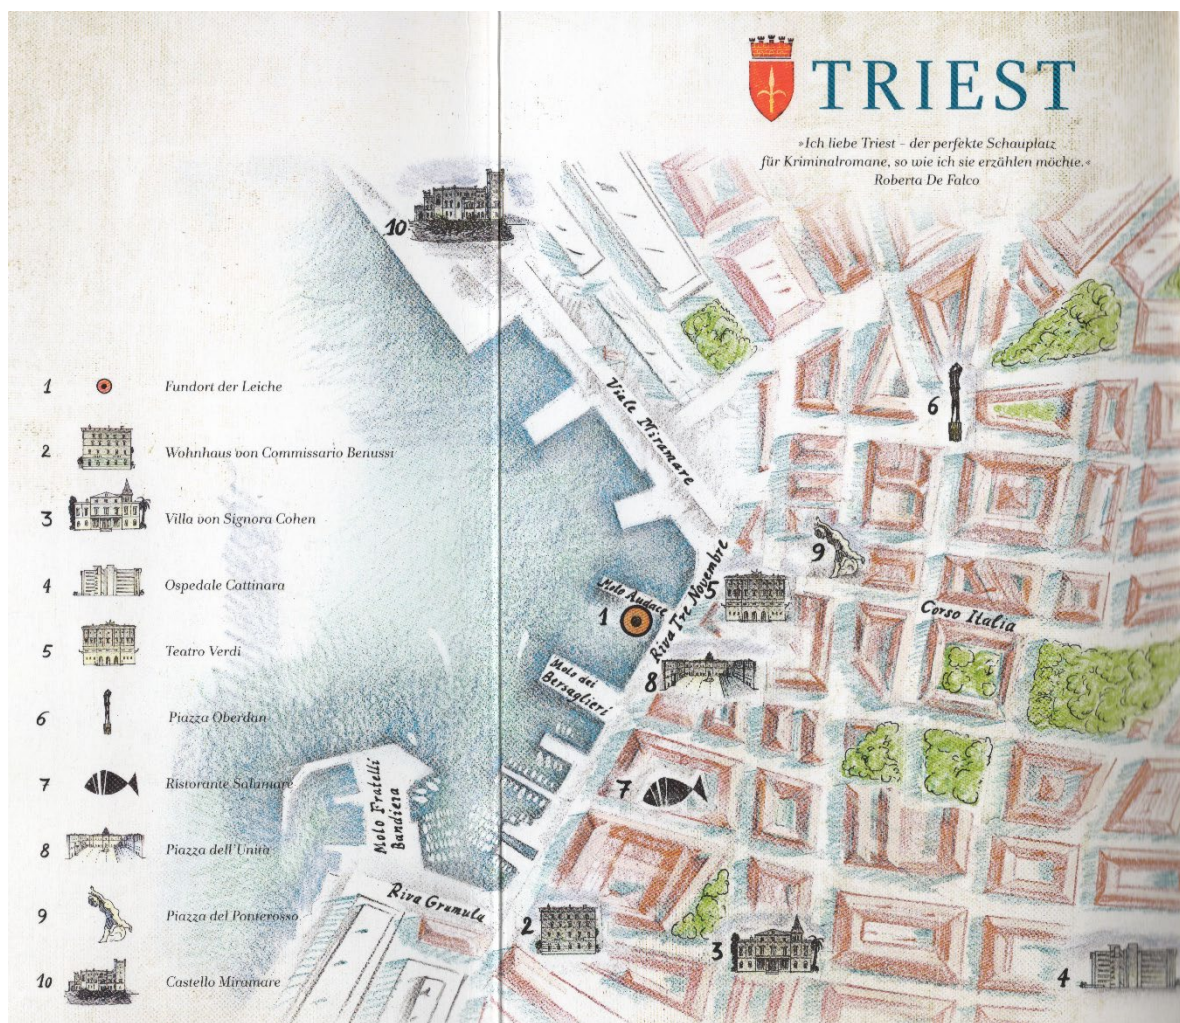 TRIEST
»Ich liebe Triest – der perfekte Schauplatz
für Kriminalromane, so wie ich sie erzählen möchte.«
Roberta De Falco
10
Viale Miramare
6
9
Riva Tre Novembre
5
Molo Audace
1
Corso Italia
8
Molo dei
Bersaglieri
7
Molo Fratelli
Bandiera
Riva Grumula
2
3
4
1 Fundort der Leiche
2 Wohnhaus von Commissario Benussi
3 Villa von Signora Cohen
4 Ospedale Cattinara
5 Teatro Verdi
6 Piazza Oberdan
7 Ristorante Salumare
8 Piazza dell'Unità
9 Piazza del Ponterosso
10 Castello Miramare